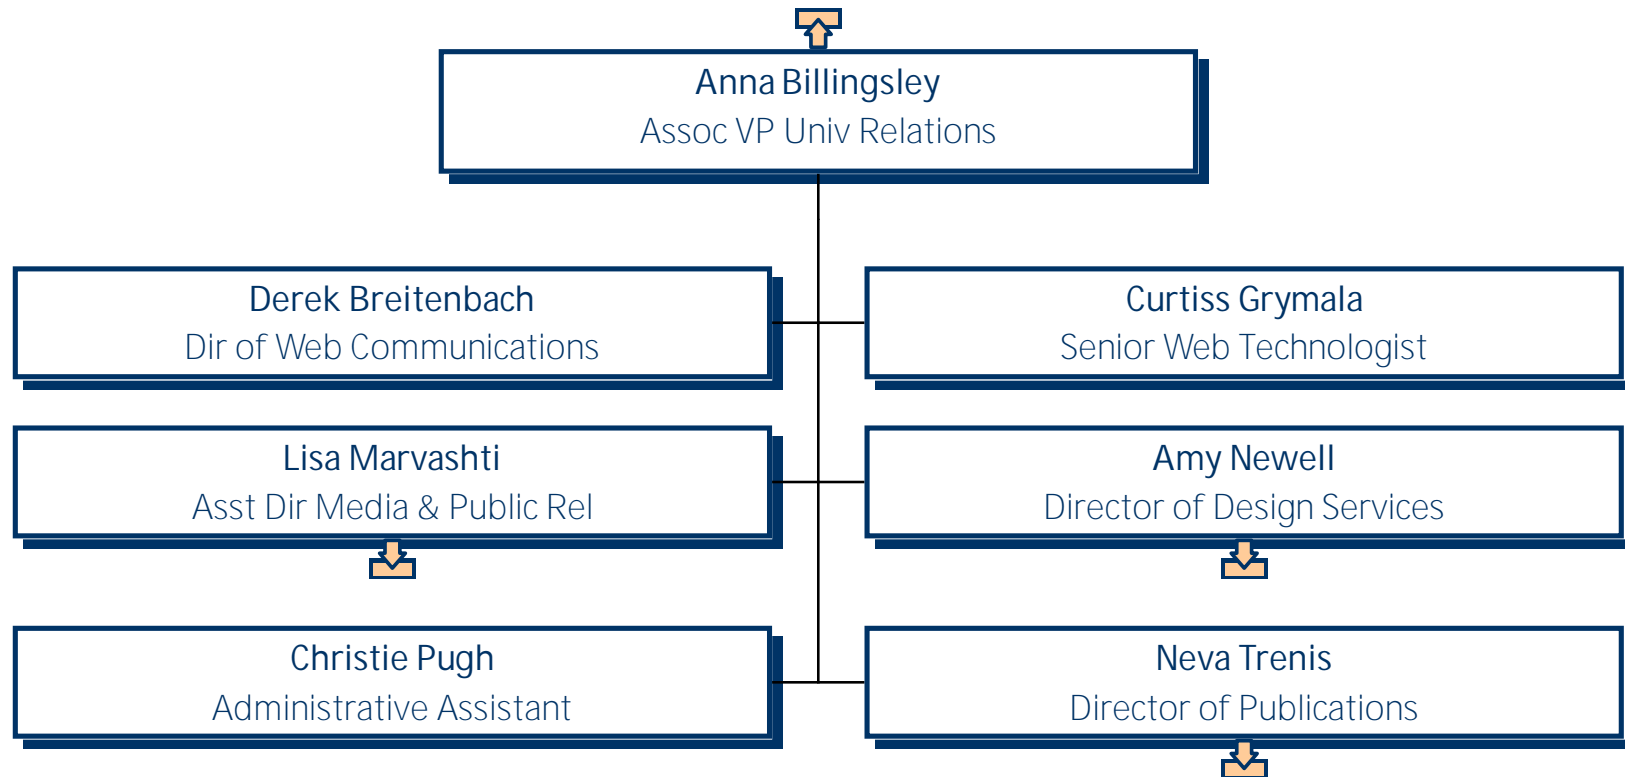 Anna Billingsley
Assoc VP Univ Relations
Derek Breitenbach
Dir of Web Communications
Curtiss Grymala
Senior Web Technologist
Lisa Marvashti
Asst Dir Media & Public Rel
Amy Newell
Director of Design Services
Christie Pugh
Administrative Assistant
Neva Trenis
Director of Publications